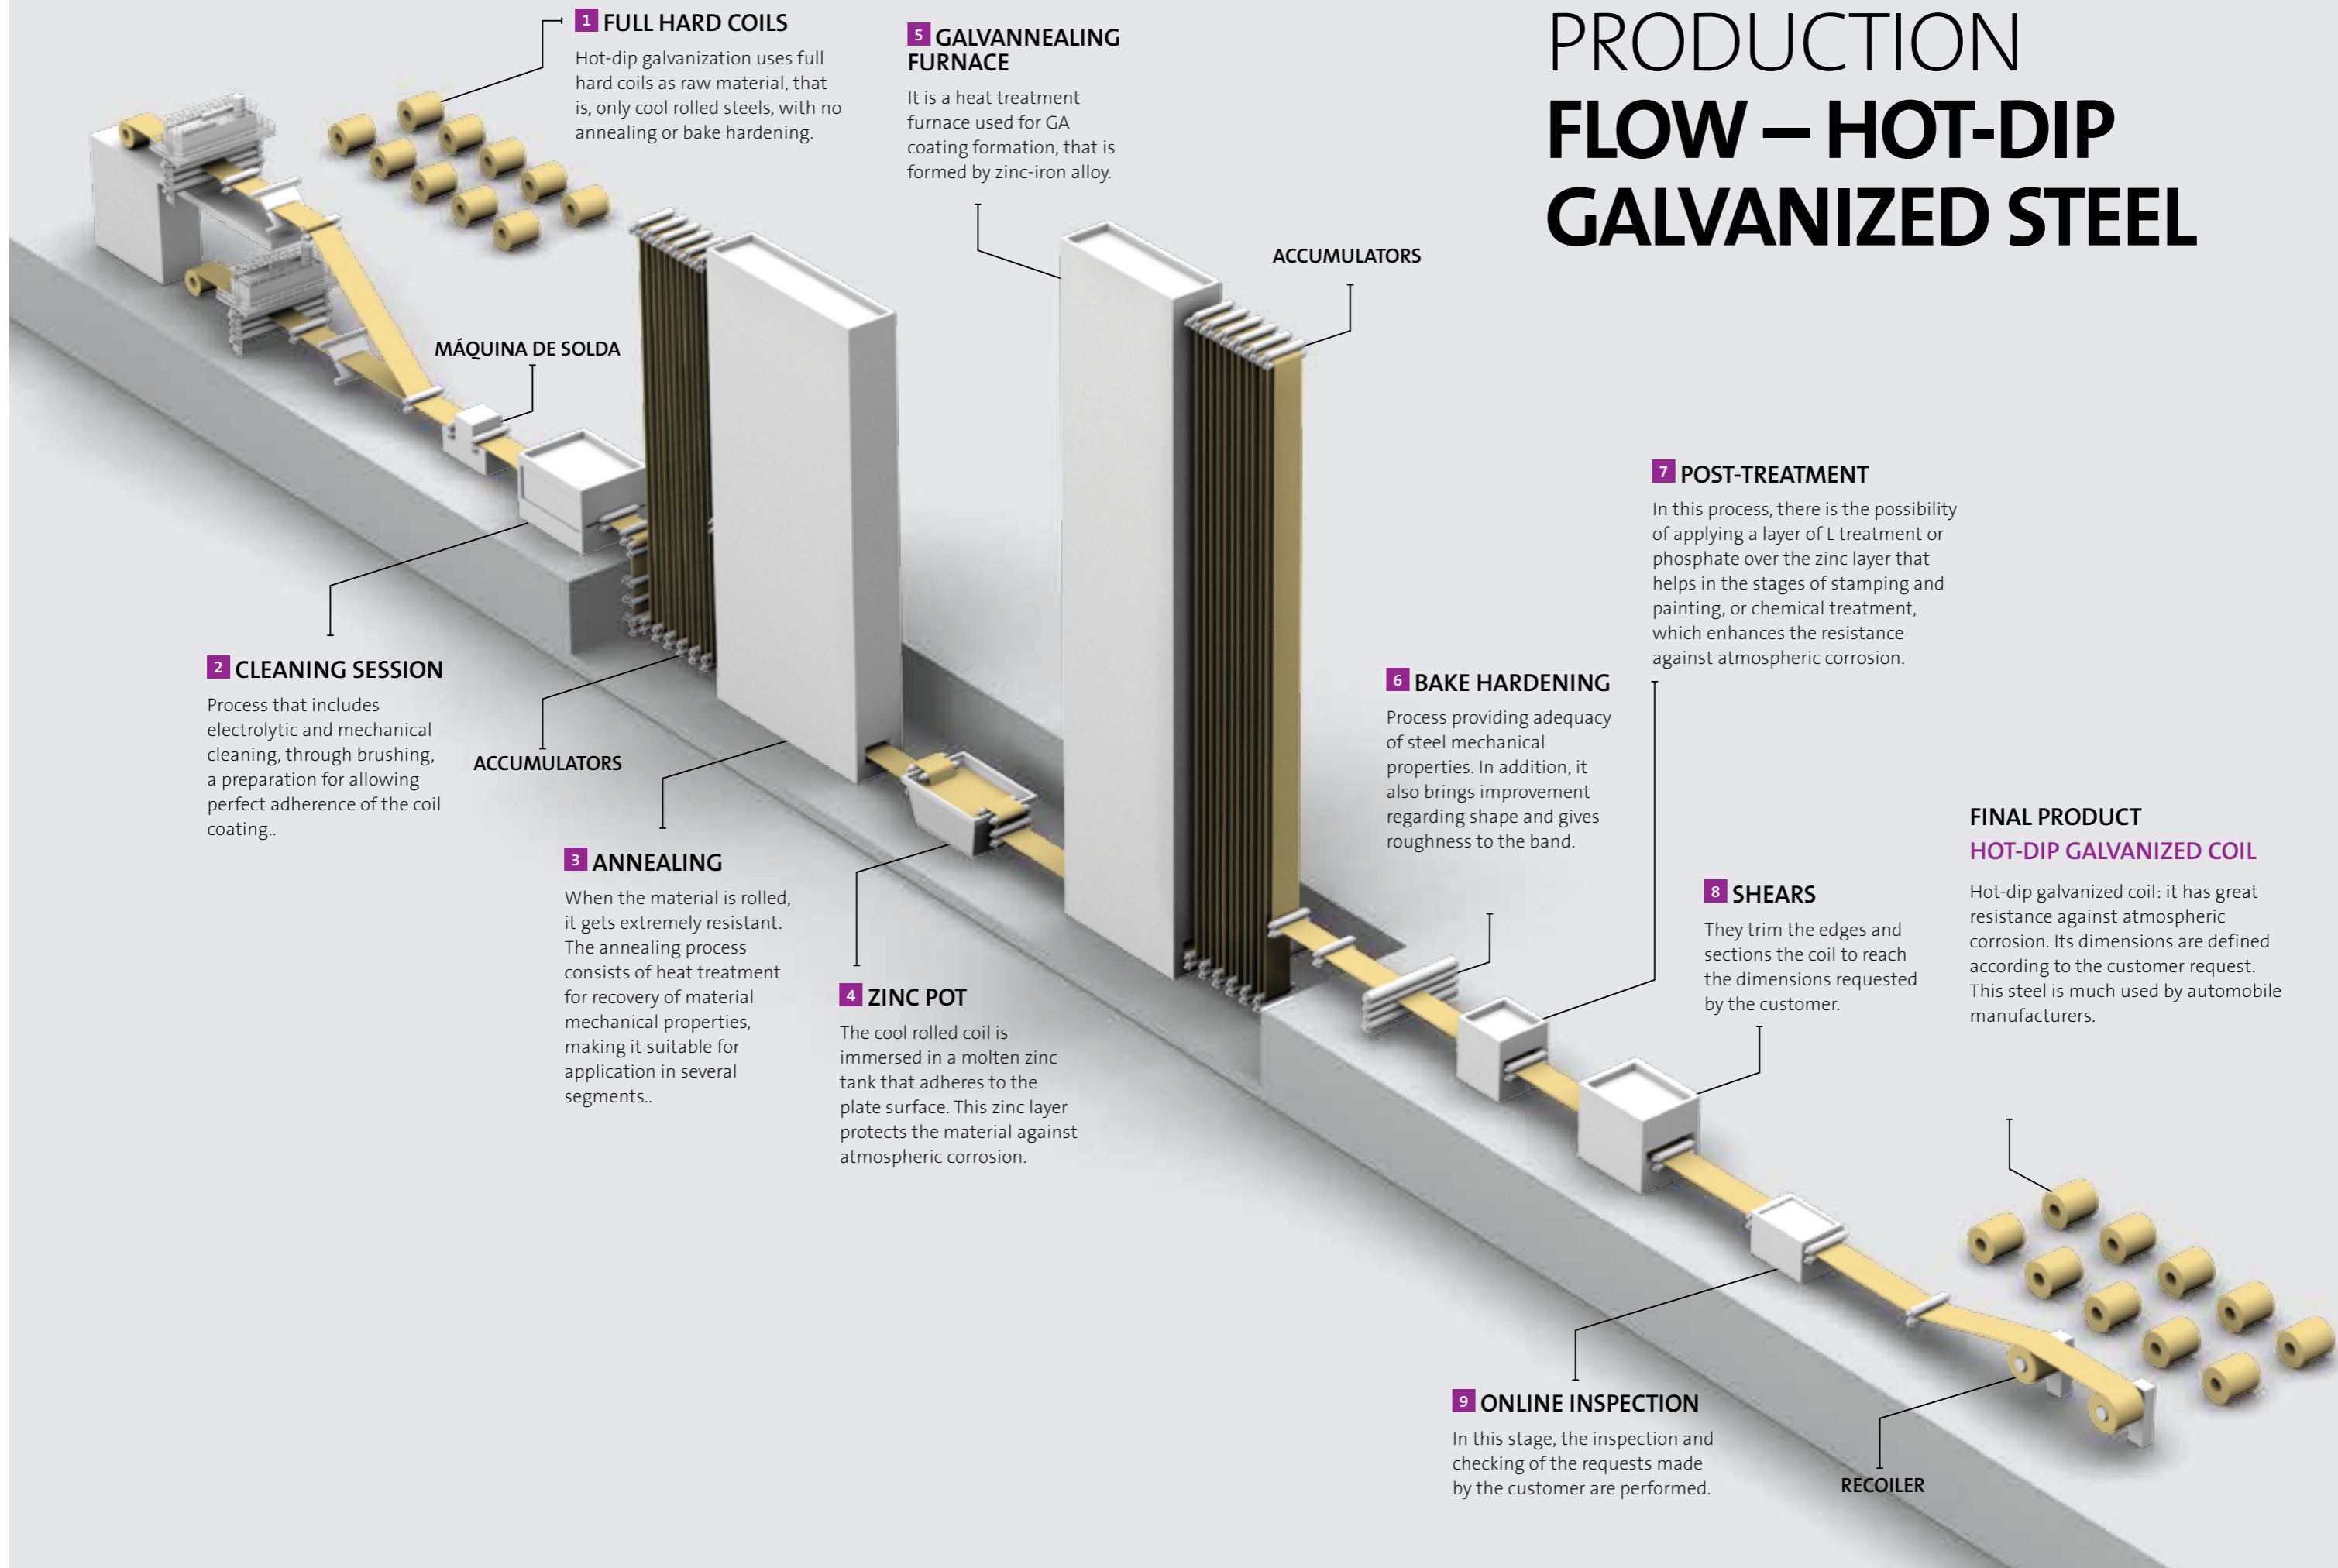 PRODUCTION
FLOW – HOT-DIP
GALVANIZED STEEL
1 FULL HARD COILS
Hot-dip galvanization uses full
hard coils as raw material, that
is, only cool rolled steels, with no
annealing or bake hardening.
5 GALVANNEALING
FURNACE
It is a heat treatment
furnace used for GA
coating formation, that is
formed by zinc-iron alloy.
ACCUMULATORS
MÁQUINA DE SOLDA
2 CLEANING SESSION
Process that includes
electrolytic and mechanical
cleaning, through brushing,
a preparation for allowing
perfect adherence of the coil
coating..
ACCUMULATORS
3 ANNEALING
When the material is rolled,
it gets extremely resistant.
The annealing process
consists of heat treatment
for recovery of material
mechanical properties,
making it suitable for
application in several
segments..
4 ZINC POT
The cool rolled coil is
immersed in a molten zinc
tank that adheres to the
plate surface. This zinc layer
protects the material against
atmospheric corrosion.
6 BAKE HARDENING
Process providing adequacy
of steel mechanical
properties. In addition, it
also brings improvement
regarding shape and gives
roughness to the band.
7 POST-TREATMENT
In this process, there is the possibility
of applying a layer of L treatment or
phosphate over the zinc layer that
helps in the stages of stamping and
painting, or chemical treatment,
which enhances the resistance
against atmospheric corrosion.
8 SHEARS
They trim the edges and
sections the coil to reach
the dimensions requested
by the customer.
FINAL PRODUCT
HOT-DIP GALVANIZED COIL
Hot-dip galvanized coil: it has great
resistance against atmospheric
corrosion. Its dimensions are defined
according to the customer request.
This steel is much used by automobile
manufacturers.
9 ONLINE INSPECTION
In this stage, the inspection and
checking of the requests made
by the customer are performed.
RECOILER